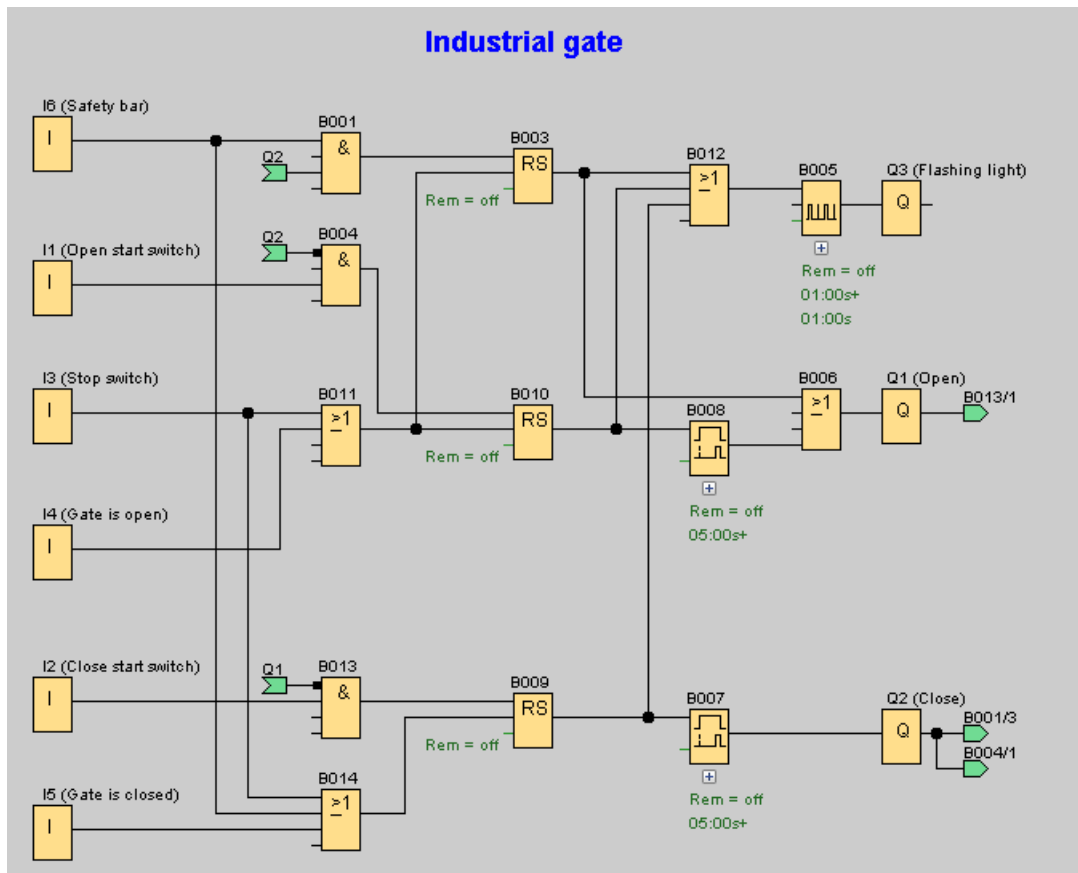 Industrial gate
I6 (Safety bar)
I
B001
&
Q2
B003
RS
Rem = off
B012
>1
B005
Rem = off
01:00s+
01:00s
Q3 (Flashing light)
Q
I1 (Open start switch)
I
Q2
B004
&
I3 (Stop switch)
I
B011
>1
B010
RS
Rem = off
B008
Rem = off
05:00s+
B006
>1
Q1 (Open)
Q
B013/1
I4 (Gate is open)
I
I2 (Close start switch)
I
Q1
B013
&
B009
RS
Rem = off
B007
Rem = off
05:00s+
Q2 (Close)
Q
B001/3
B004/1
I5 (Gate is closed)
I
B014
>1